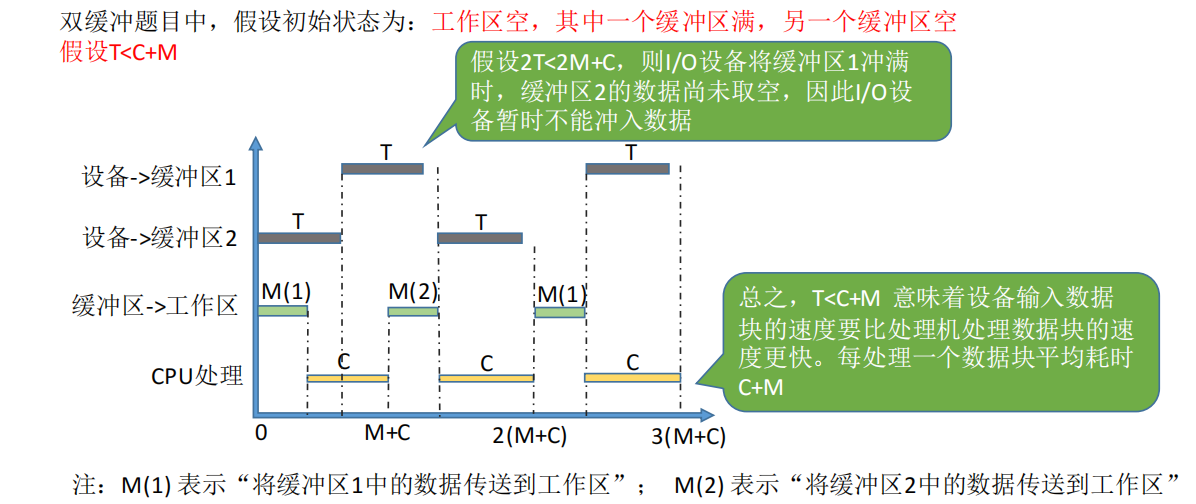 双缓冲题目中，假设初始状态为：工作区空，其中一个缓冲区满，另一个缓冲区空
假设T<C+M
假设2T<2M+C，则I/O设备将缓冲区1冲满
时，缓冲区2的数据尚未取空，因此I/O设
备暂时不能冲入数据
设备->缓冲区1
T
T
设备->缓冲区2
T
T
缓冲区->工作区
M(1)
M(2)
M(1)
CPU处理
C
C
C
总之，T<C+M 意味着设备输入数据
块的速度要比处理机处理数据块的速
度更快。每处理一个数据块平均耗时
C+M
0
M+C
2(M+C)
3(M+C)
注：M(1) 表示“将缓冲区1中的数据传送到工作区”； M(2) 表示“将缓冲区2中的数据传送到工作区”